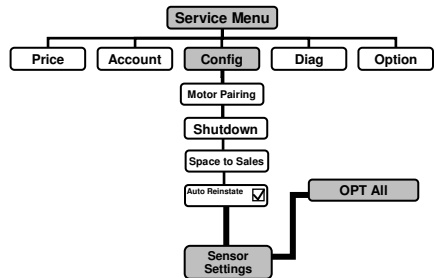 Service Menu
Price Account Config Diag Option
Motor Pairing
Shutdown
Space to Sales
Auto Reinstate
OPT All
Sensor
Settings